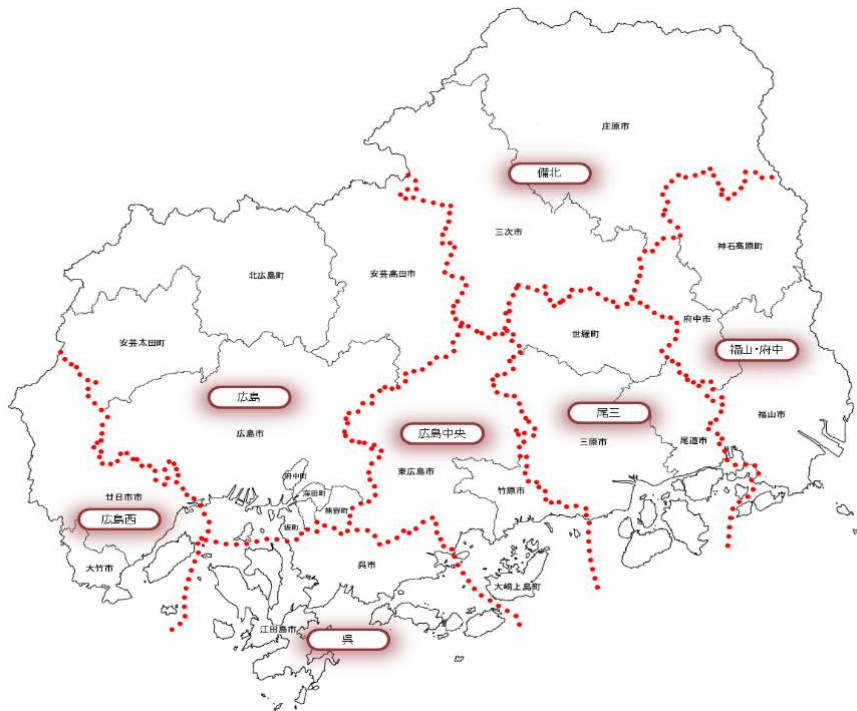 庄原市
備北
三次市
神石高原町
北広島町
安芸高田市
安芸太田町
世羅町
府中市
福山・府中
広島
尾三
福山市
広島市
広島中央
三原市
尾道市
東広島市
府中町
海田町
竹原市
廿日市市
熊野町
広島西
坂町
大竹市
呉市
大崎上島町
江田島市
呉